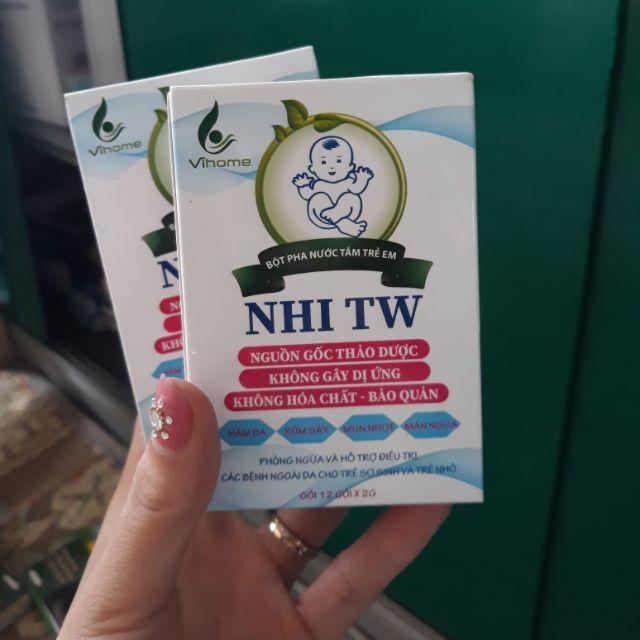 Vihome
BỘT PHA NƯỚC TẮM TRẺ EM
NHI TW
NGUỒN GỐC THẢO DƯỢC
KHÔNG GÂY DỊ ỨNG
KHÔNG HÓA CHẤT - BẢO QUẢN
HĂM DA RÔM SẢY MỤN NHỌT MẨN NGỨA
PHÒNG NGỪA VÀ HỖ TRỢ ĐIỀU TRỊ
CÁC BỆNH NGOÀI DA CHO TRẺ SƠ SINH VÀ TRẺ NHỎ
GÓI 12 GÓI X 2G
Vihome